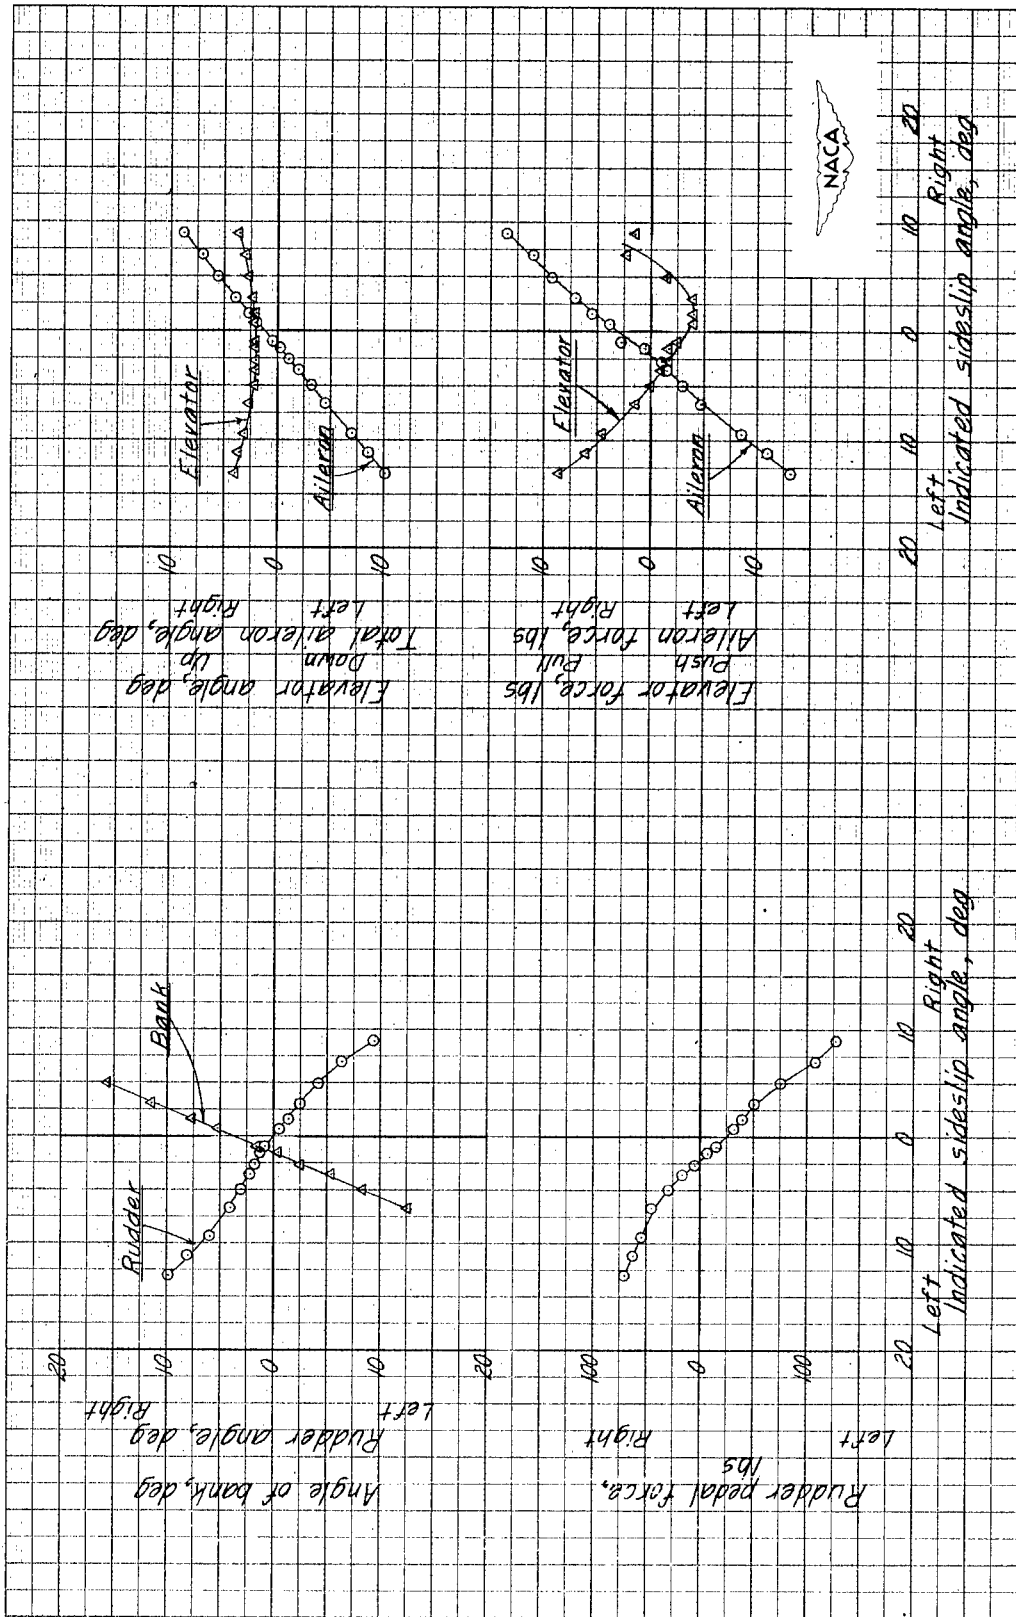 20
10
0
10
20
Right
Left
Rudder angle, deg
Angle of bank, deg
Rudder
Bank
100
0
100
Right
Left
Rudder pedal force,
lbs
20
10
0
10
20
Left
Right
Indicated sideslip angle, deg
10
0
10
Left Right
Total aileron angle, deg
Down Up
Elevator angle, deg
Elevator
Aileron
10
0
10
Left Right
Aileron force, lbs
Push Pull
Elevator force, lbs
Elevator
Aileron
20
10
0
10
20
Left
Right
Indicated sideslip angle, deg
NACA